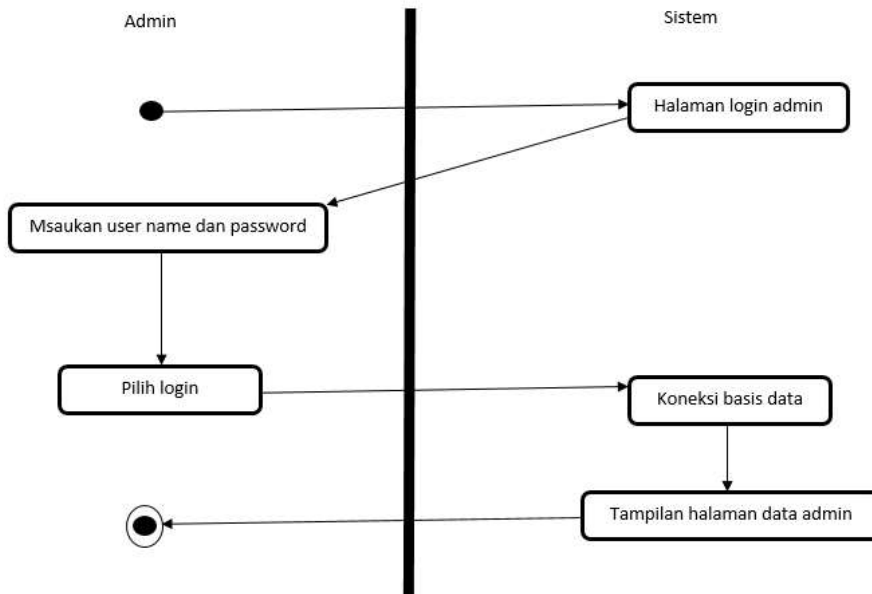 Admin
Sistem
Halaman login admin
Msaukan user name dan password
Pilih login
Koneksi basis data
Tampilan halaman data admin